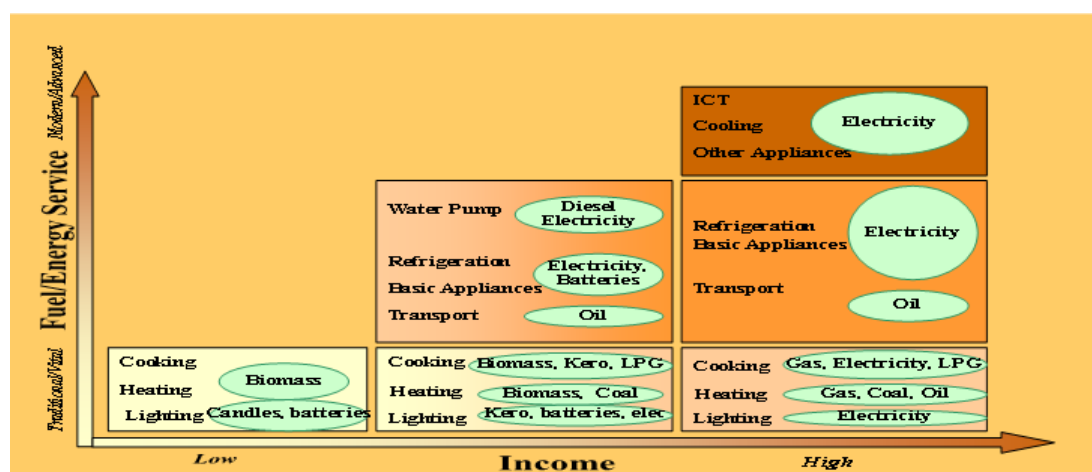 Modern/Advanced
Fuel/Energy Service
Traditional/Vital
ICT
Cooling
Other Appliances
Electricity
Water Pump
Diesel
Electricity
Refrigeration
Basic Appliances
Electricity,
Batteries
Transport
Oil
Refrigeration
Basic Appliances
Electricity
Transport
Oil
Cooking
Heating
Biomass
Lighting
Candles, batteries
Cooking
Biomass, Kero, LPG
Heating
Biomass, Coal
Lighting
Kero, batteries, elec
Cooking
Gas, Electricity, LPG
Heating
Gas, Coal, Oil
Lighting
Electricity
Low
Income
High